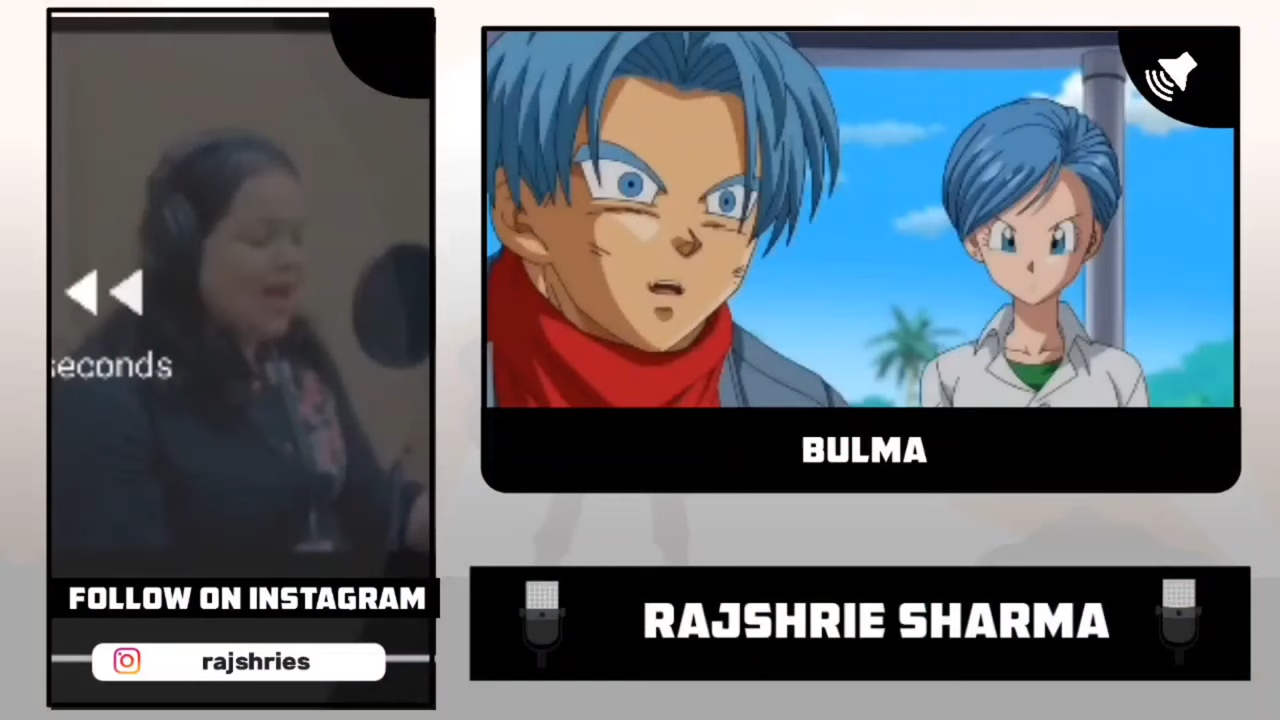 seconds
FOLLOW ON INSTAGRAM
rajshries
BULMA
RAJSHRIE SHARMA